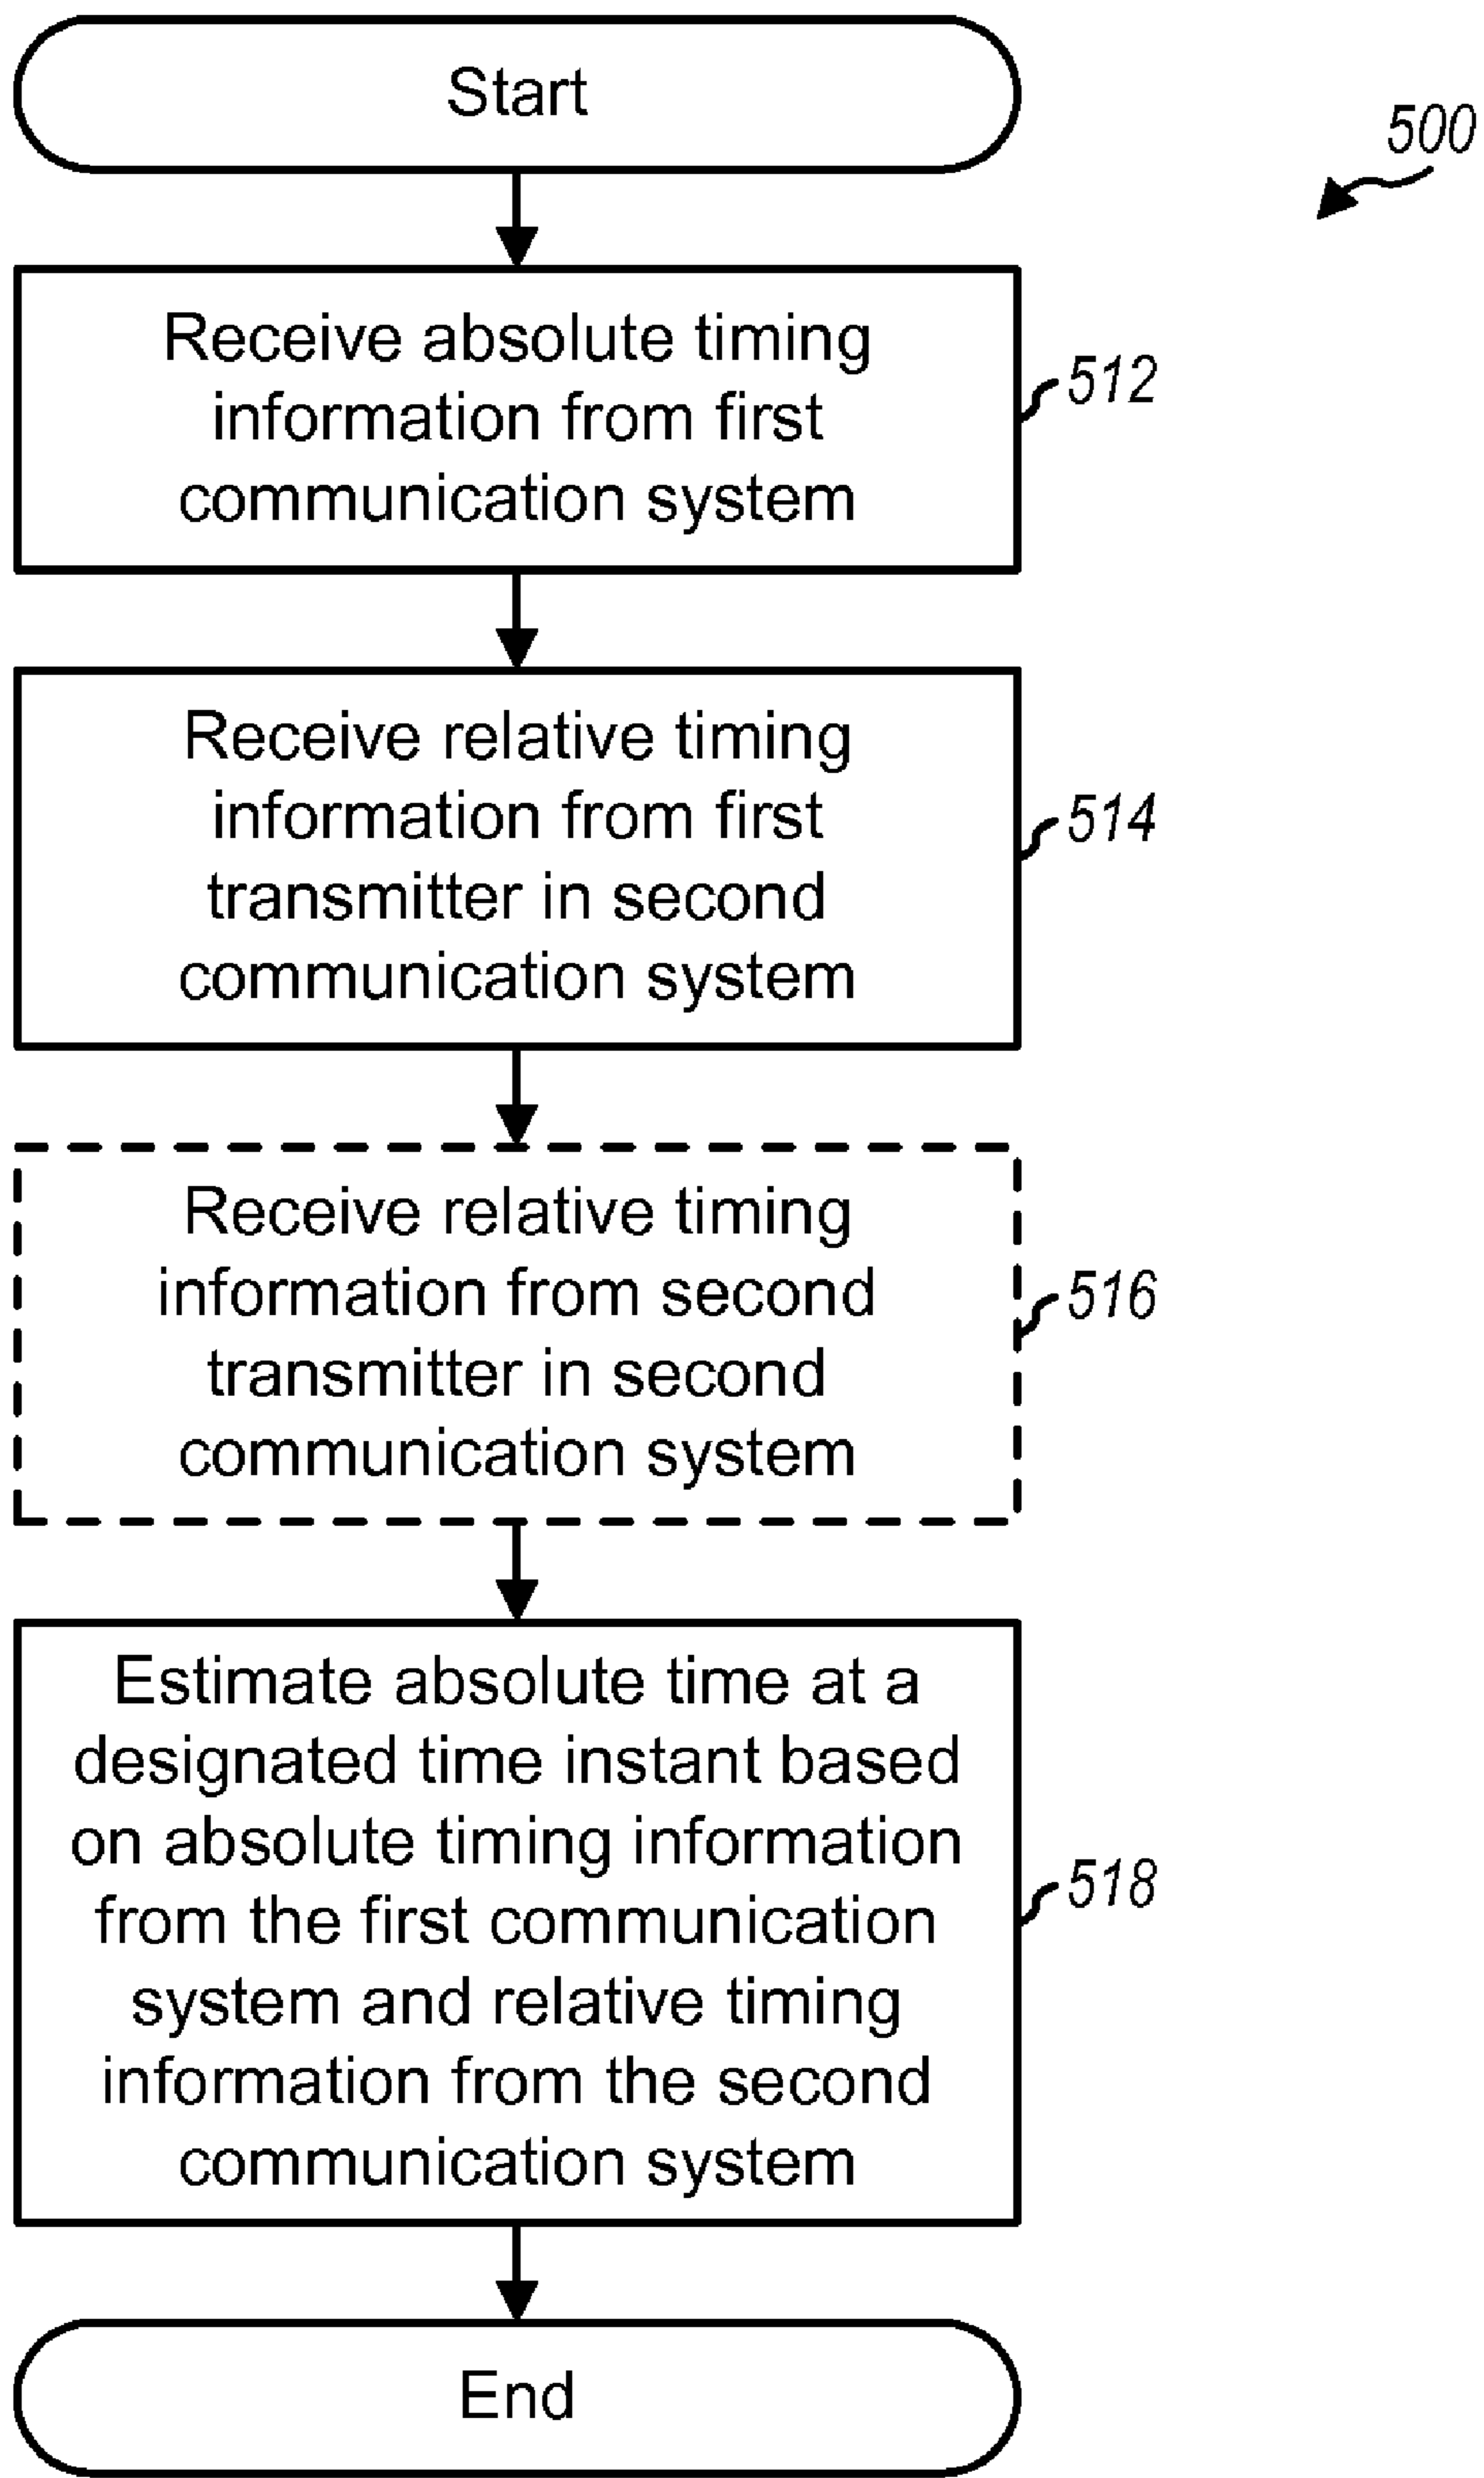 Start
500
Receive absolute timing
information from first
communication system
512
Receive relative timing
information from first
transmitter in second
communication system
514
Receive relative timing
information from second
transmitter in second
communication system
516
Estimate absolute time at a
designated time instant based
on absolute timing information
from the first communication
system and relative timing
information from the second
communication system
518
End